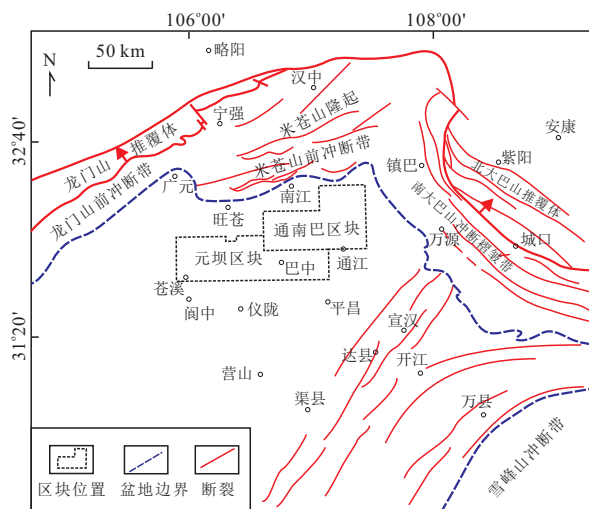 106°00′
108°00′
50 km
N
略阳
汉中
宁强
米仓山隆起
安康
32°40′
龙门山
推覆体
米苍山前冲断带
镇巴
紫阳
北大巴山推覆体
龙门山前冲断带
广元
南江
南大巴山冲断褶皱带
旺苍
通南巴区块
万源
城口
元坝区块
巴中
通江
苍溪
阆中
仪陇
平昌
宣汉
31°20′
达县
开江
营山
渠县
万县
雪峰山冲断带
区块位置
盆地边界
断裂